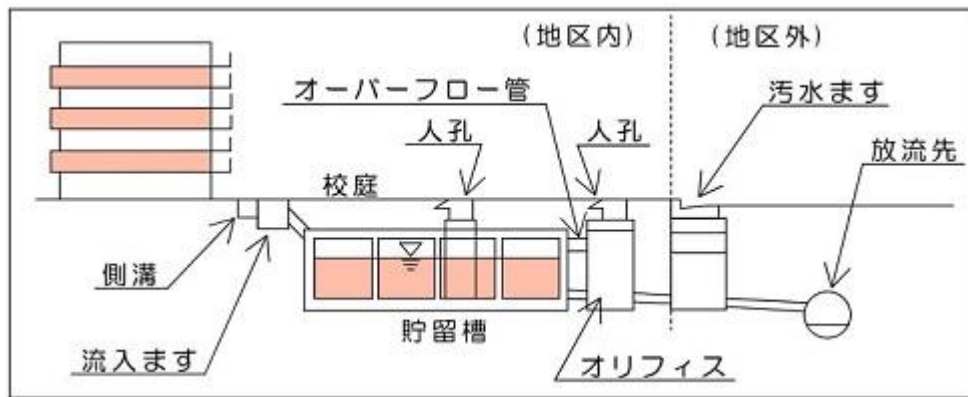 (地区内)
(地区外)
オーバーフロー管
汚水ます
人孔
人孔
放流先
校庭
側溝
貯留槽
流入ます
オリフィス